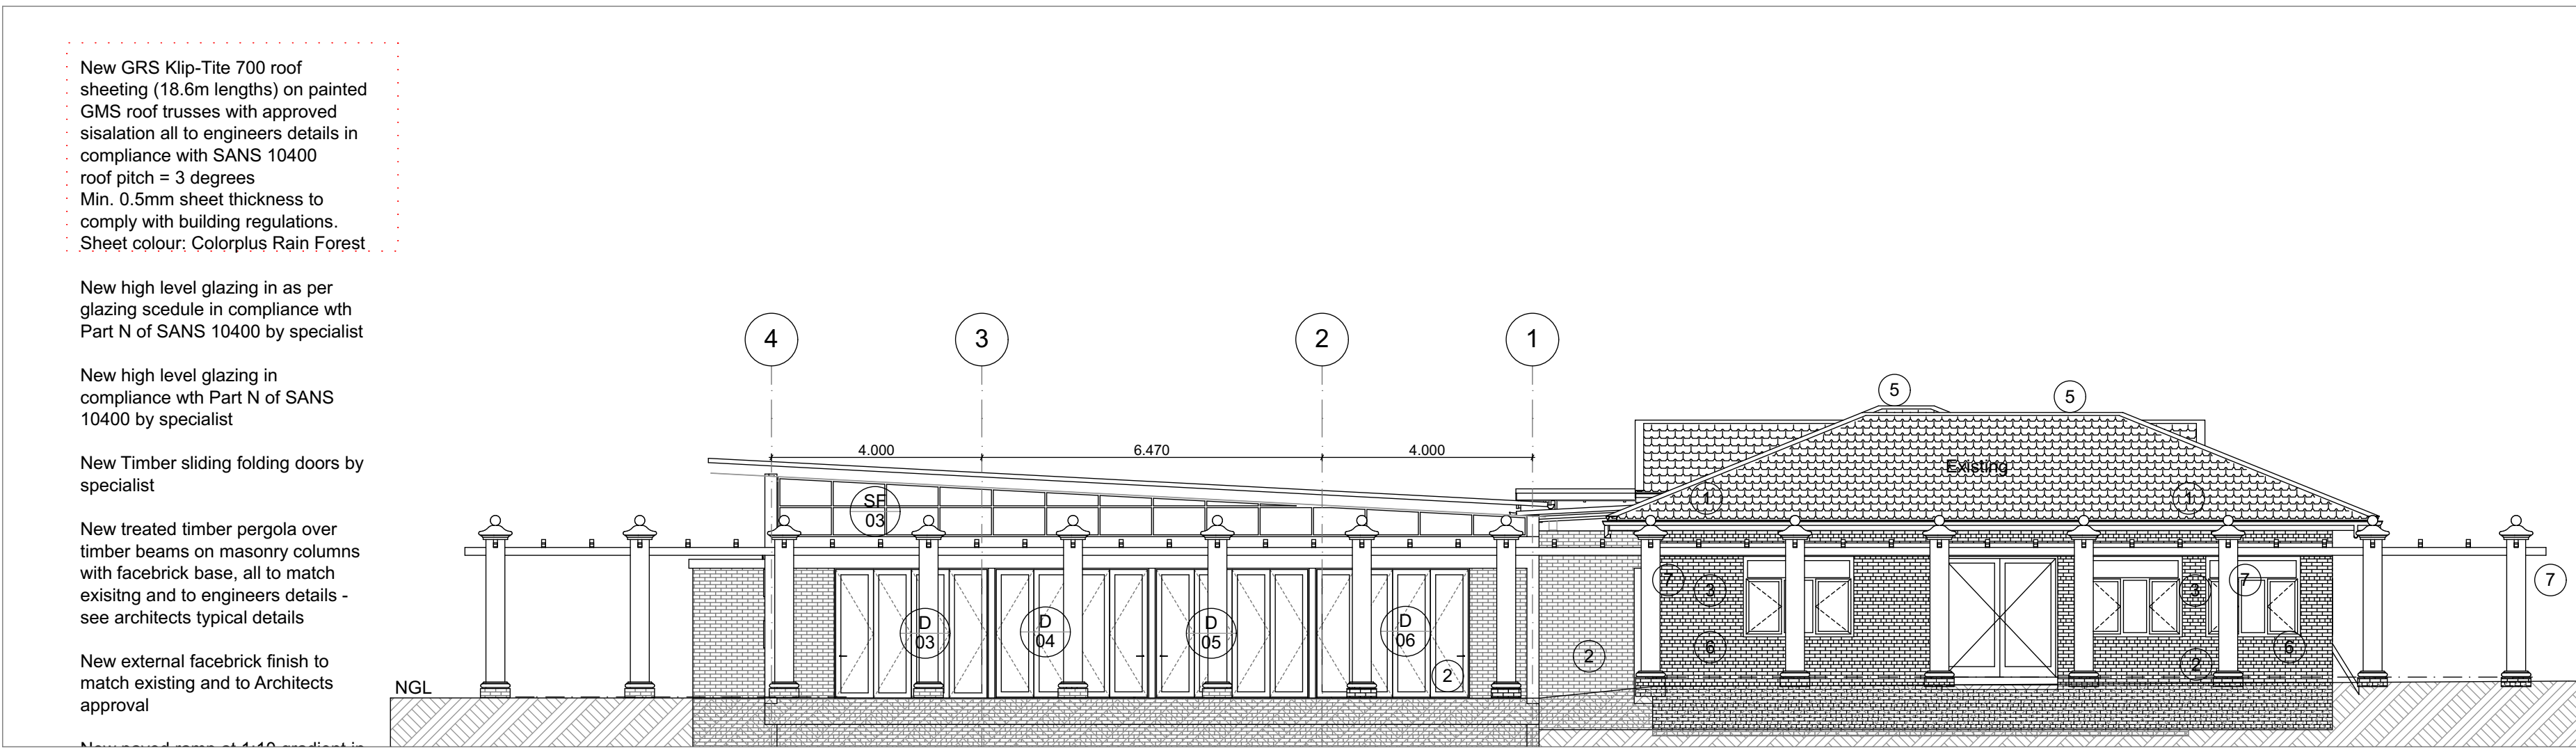 New GRS Klip-Tite 700 roof
sheeting (18.6m lengths) on painted
GMS roof trusses with approved
sisalation all to engineers details in
compliance with SANS 10400
roof pitch = 3 degrees
Min. 0.5mm sheet thickness to
comply with building regulations.
Sheet colour: Colorplus Rain Forest
New high level glazing in as per
glazing scedule in compliance wth
Part N of SANS 10400 by specialist
New high level glazing in
compliance wth Part N of SANS
10400 by specialist
New Timber sliding folding doors by
specialist
New treated timber pergola over
timber beams on masonry columns
with facebrick base, all to match
exisitng and to engineers details -
see architects typical details
New external facebrick finish to
match existing and to Architects
approval
New paved ramp at 1:10 gradient in
4
3
2
1
5
5
4.000
6.470
4.000
Existing
1
1
SF
03
7
3
3
7
7
D
03
D
04
D
05
D
06
2
2
6
6
2
NGL